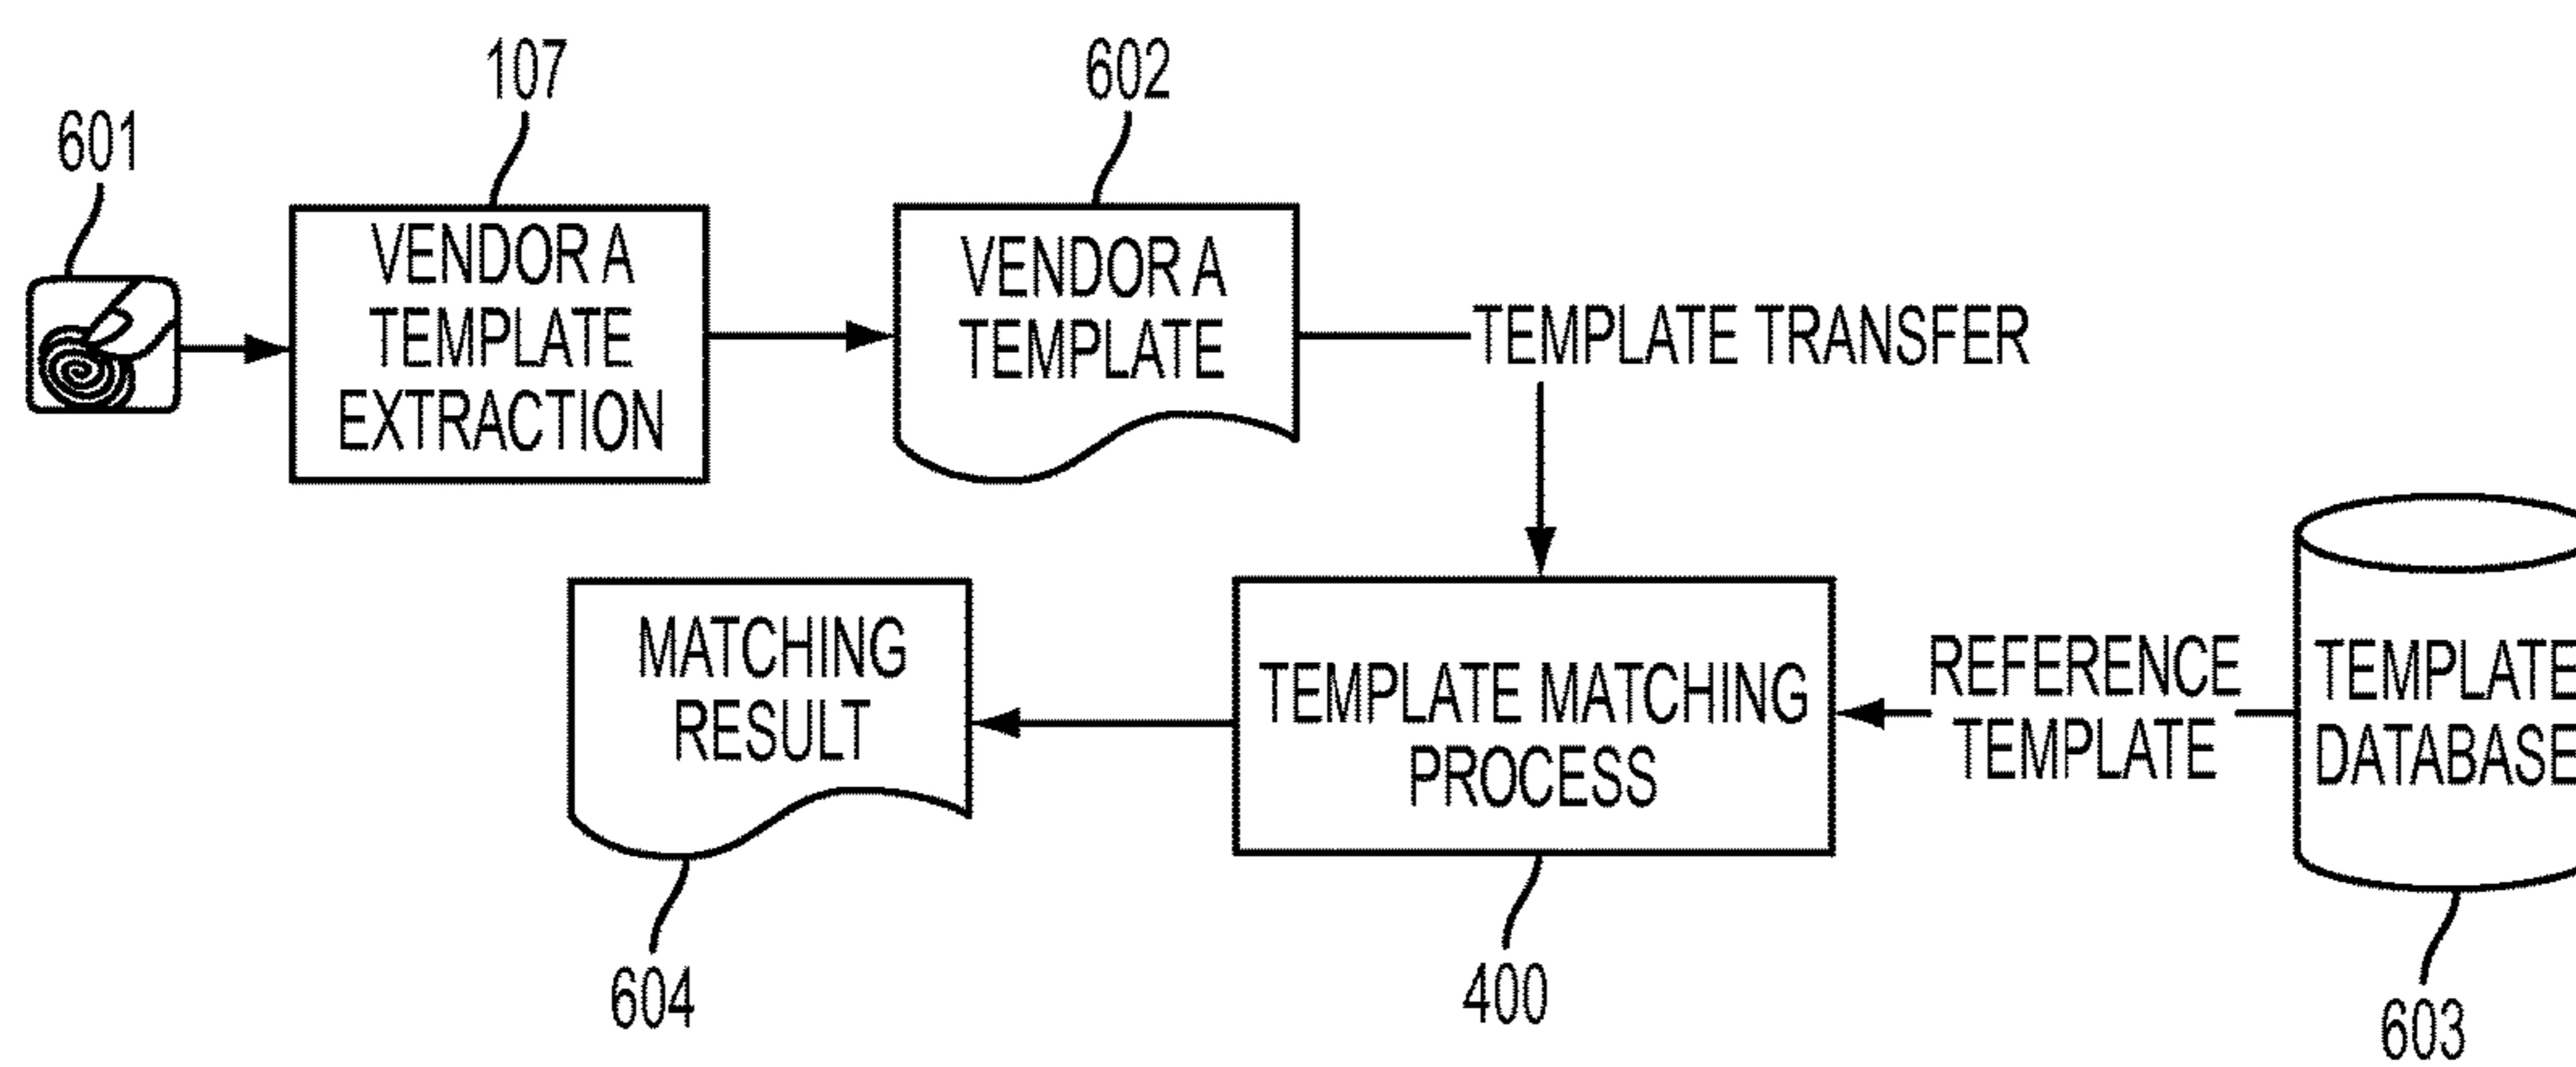 107
602
601
VENDOR A
TEMPLATE
EXTRACTION
VENDOR A
TEMPLATE
TEMPLATE TRANSFER
MATCHING
RESULT
TEMPLATE MATCHING
PROCESS
REFERENCE
TEMPLATE
TEMPLATE
DATABASE
604
400
603